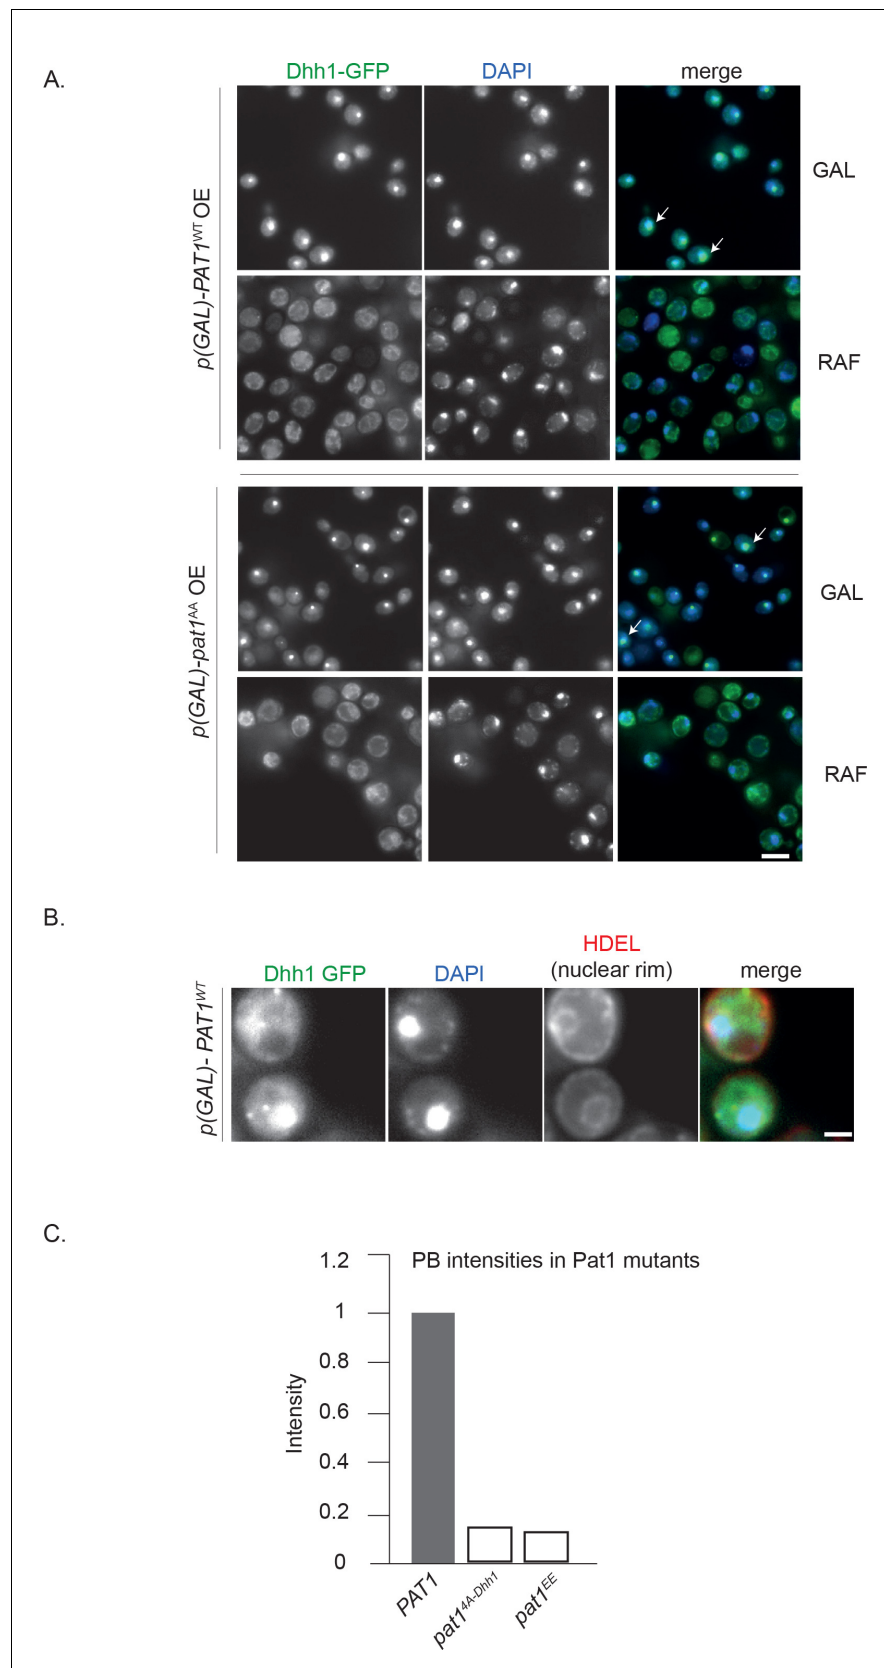 A.
Dhh1-GFP DAPI merge
p(GAL)-PAT1WT OE
GAL
RAF
p(GAL)-pat1AA OE
GAL
RAF
B.
HDEL
Dhh1 GFP DAPI (nuclear rim) merge
p(GAL)- PAT1WT
C.
PB intensities in Pat1 mutants
Intensity
1.2
1
0.8
0.6
0.4
0.2
0
PAT1 pat14A-Dhh1 pat1EE